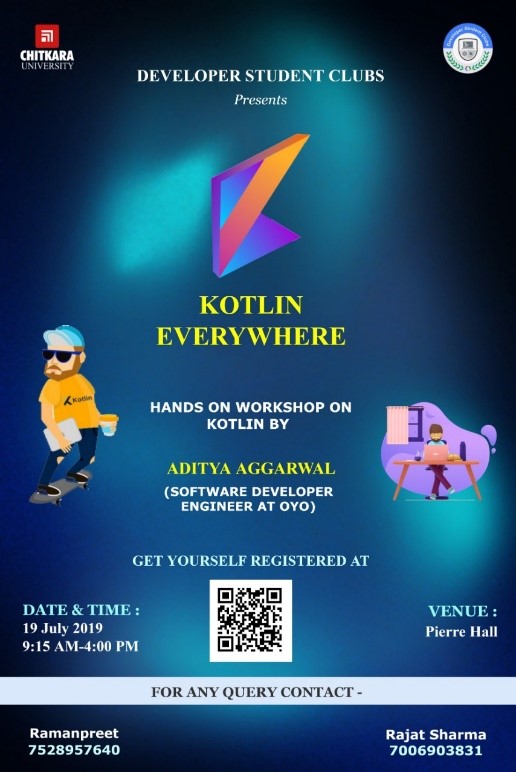 CHITKARA
UNIVERSITY
DEVELOPER STUDENT CLUBS
Presents
KOTLIN
EVERYWHERE
Kotlin
HANDS ON WORKSHOP ON
KOTLIN BY
ADITYA AGGARWAL
(SOFTWARE DEVELOPER
ENGINEER AT OYO)
GET YOURSELF REGISTERED AT
DATE & TIME :
19 July 2019
9:15 AM-4:00 PM
VENUE :
Pierre Hall
FOR ANY QUERY CONTACT -
Ramanpreet
7528957640
Rajat Sharma
7006903831